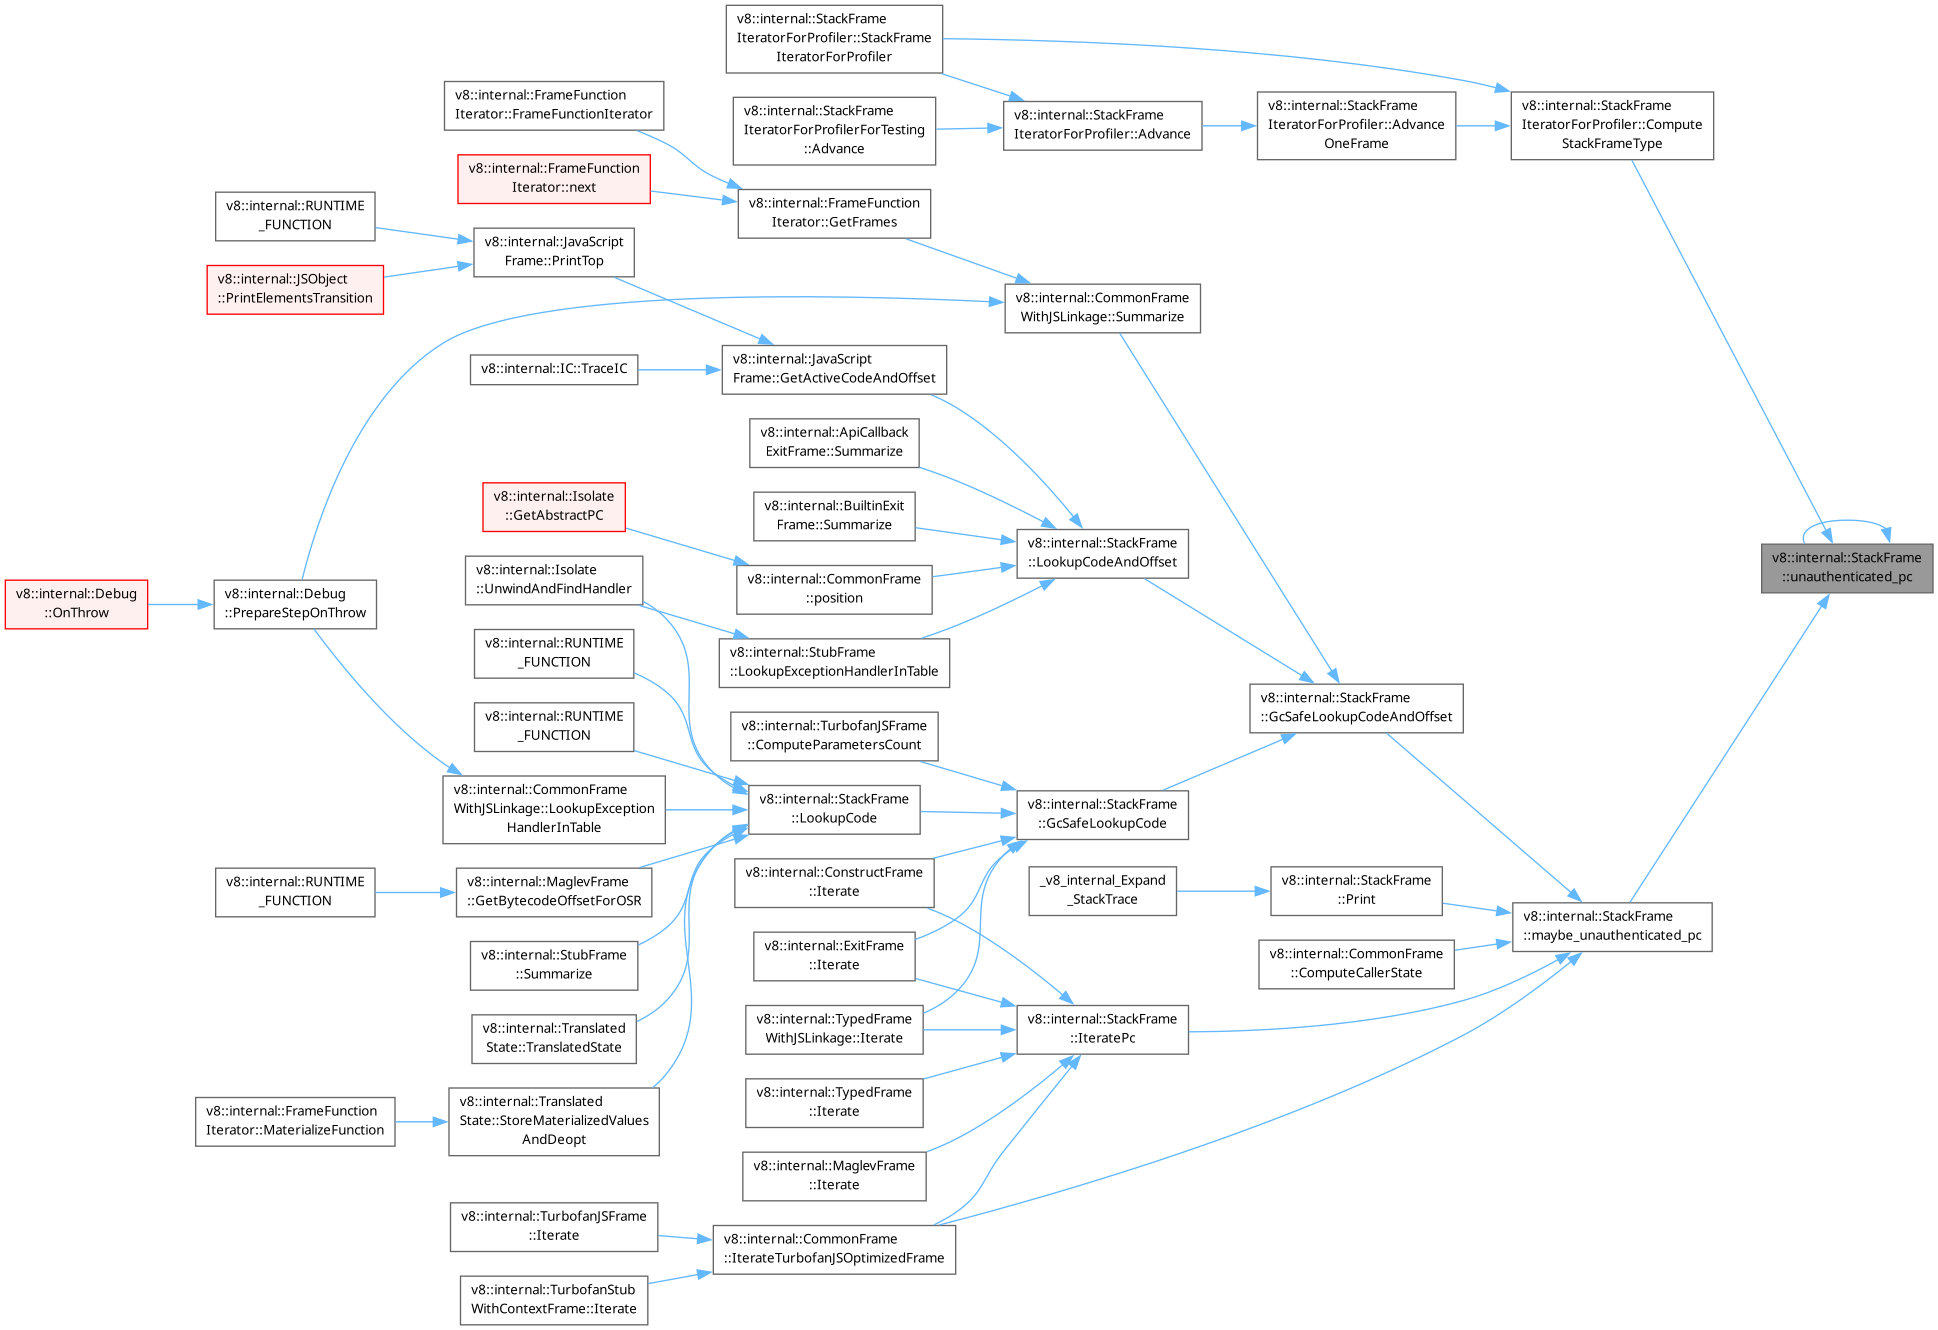 v8::internal::StackFrame
IteratorForProfiler::StackFrame
IteratorForProfiler
v8::internal::FrameFunction
Iterator::FrameFunctionIterator
v8::internal::StackFrame
IteratorForProfilerForTesting
::Advance
v8::internal::StackFrame
IteratorForProfiler::Advance
v8::internal::StackFrame
IteratorForProfiler::Advance
OneFrame
v8::internal::StackFrame
IteratorForProfiler::Compute
StackFrameType
v8::internal::FrameFunction
Iterator::next
v8::internal::FrameFunction
Iterator::GetFrames
v8::internal::RUNTIME
_FUNCTION
v8::internal::JavaScript
Frame::PrintTop
v8::internal::JSObject
::PrintElementsTransition
v8::internal::CommonFrame
WithJSLinkage::Summarize
v8::internal::IC::TraceIC
v8::internal::JavaScript
Frame::GetActiveCodeAndOffset
v8::internal::ApiCallback
ExitFrame::Summarize
v8::internal::Isolate
::GetAbstractPC
v8::internal::BuiltinExit
Frame::Summarize
v8::internal::StackFrame
::LookupCodeAndOffset
v8::internal::StackFrame
::unauthenticated_pc
v8::internal::Isolate
::UnwindAndFindHandler
v8::internal::CommonFrame
::position
v8::internal::Debug
::OnThrow
v8::internal::Debug
::PrepareStepOnThrow
v8::internal::RUNTIME
_FUNCTION
v8::internal::StubFrame
::LookupExceptionHandlerInTable
v8::internal::StackFrame
::GcSafeLookupCodeAndOffset
v8::internal::RUNTIME
_FUNCTION
v8::internal::TurbofanJSFrame
::ComputeParametersCount
v8::internal::CommonFrame
WithJSLinkage::LookupException
HandlerInTable
v8::internal::StackFrame
::LookupCode
v8::internal::StackFrame
::GcSafeLookupCode
v8::internal::RUNTIME
_FUNCTION
v8::internal::MaglevFrame
::GetBytecodeOffsetForOSR
v8::internal::ConstructFrame
::Iterate
_v8_internal_Expand
_StackTrace
v8::internal::StackFrame
::Print
v8::internal::StackFrame
::maybe_unauthenticated_pc
v8::internal::StubFrame
::Summarize
v8::internal::ExitFrame
::Iterate
v8::internal::CommonFrame
::ComputeCallerState
v8::internal::Translated
State::TranslatedState
v8::internal::TypedFrame
WithJSLinkage::Iterate
v8::internal::StackFrame
::IteratePc
v8::internal::FrameFunction
Iterator::MaterializeFunction
v8::internal::Translated
State::StoreMaterializedValues
AndDeopt
v8::internal::TypedFrame
::Iterate
v8::internal::MaglevFrame
::Iterate
v8::internal::TurbofanJSFrame
::Iterate
v8::internal::CommonFrame
::IterateTurbofanJSOptimizedFrame
v8::internal::TurbofanStub
WithContextFrame::Iterate